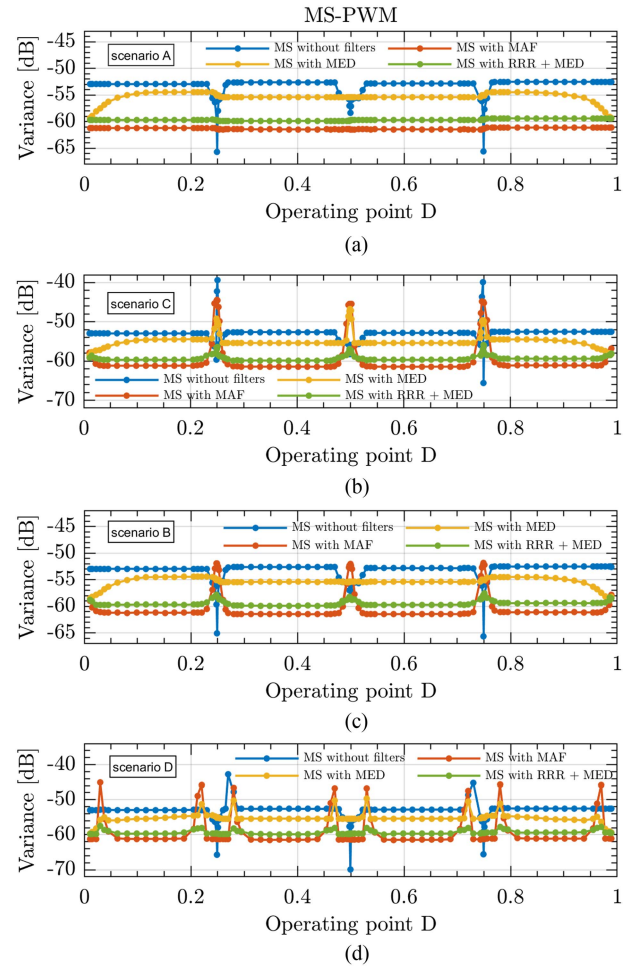 MS-PWM
-45
-50
-55
-60
-65
Variance [dB]
scenario A
MS without filters
MS with MAF
MS with MED
MS with RRR + MED
0
0.2
0.4
0.6
0.8
1
Operating point D
(a)
-40
-50
-60
-70
Variance [dB]
scenario C
MS without filters
MS with MED
MS with MAF
MS with RRR + MED
0
0.2
0.4
0.6
0.8
1
Operating point D
(b)
-45
-50
-55
-60
-65
Variance [dB]
scenario B
MS without filters
MS with MED
MS with MAF
MS with RRR + MED
0
0.2
0.4
0.6
0.8
1
Operating point D
(c)
-40
-50
-60
-70
Variance [dB]
scenario D
MS without filters
MS with MAF
MS with MED
MS with RRR + MED
0
0.2
0.4
0.6
0.8
1
Operating point D
(d)